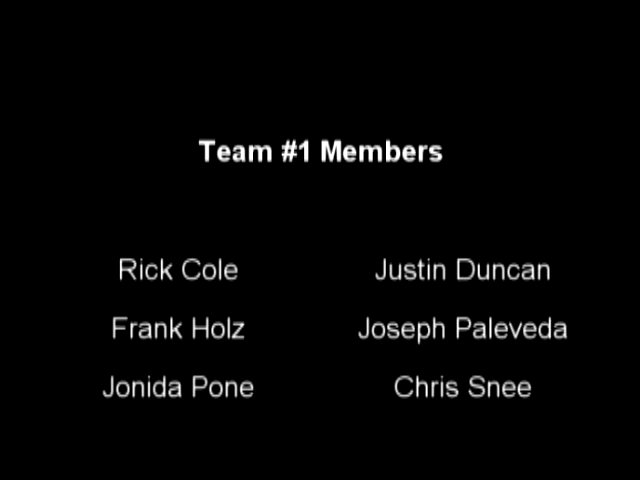 Team #1 Members
Rick Cole Justin Duncan
Frank Holz Joseph Paleveda
Jonida Pone Chris Snee